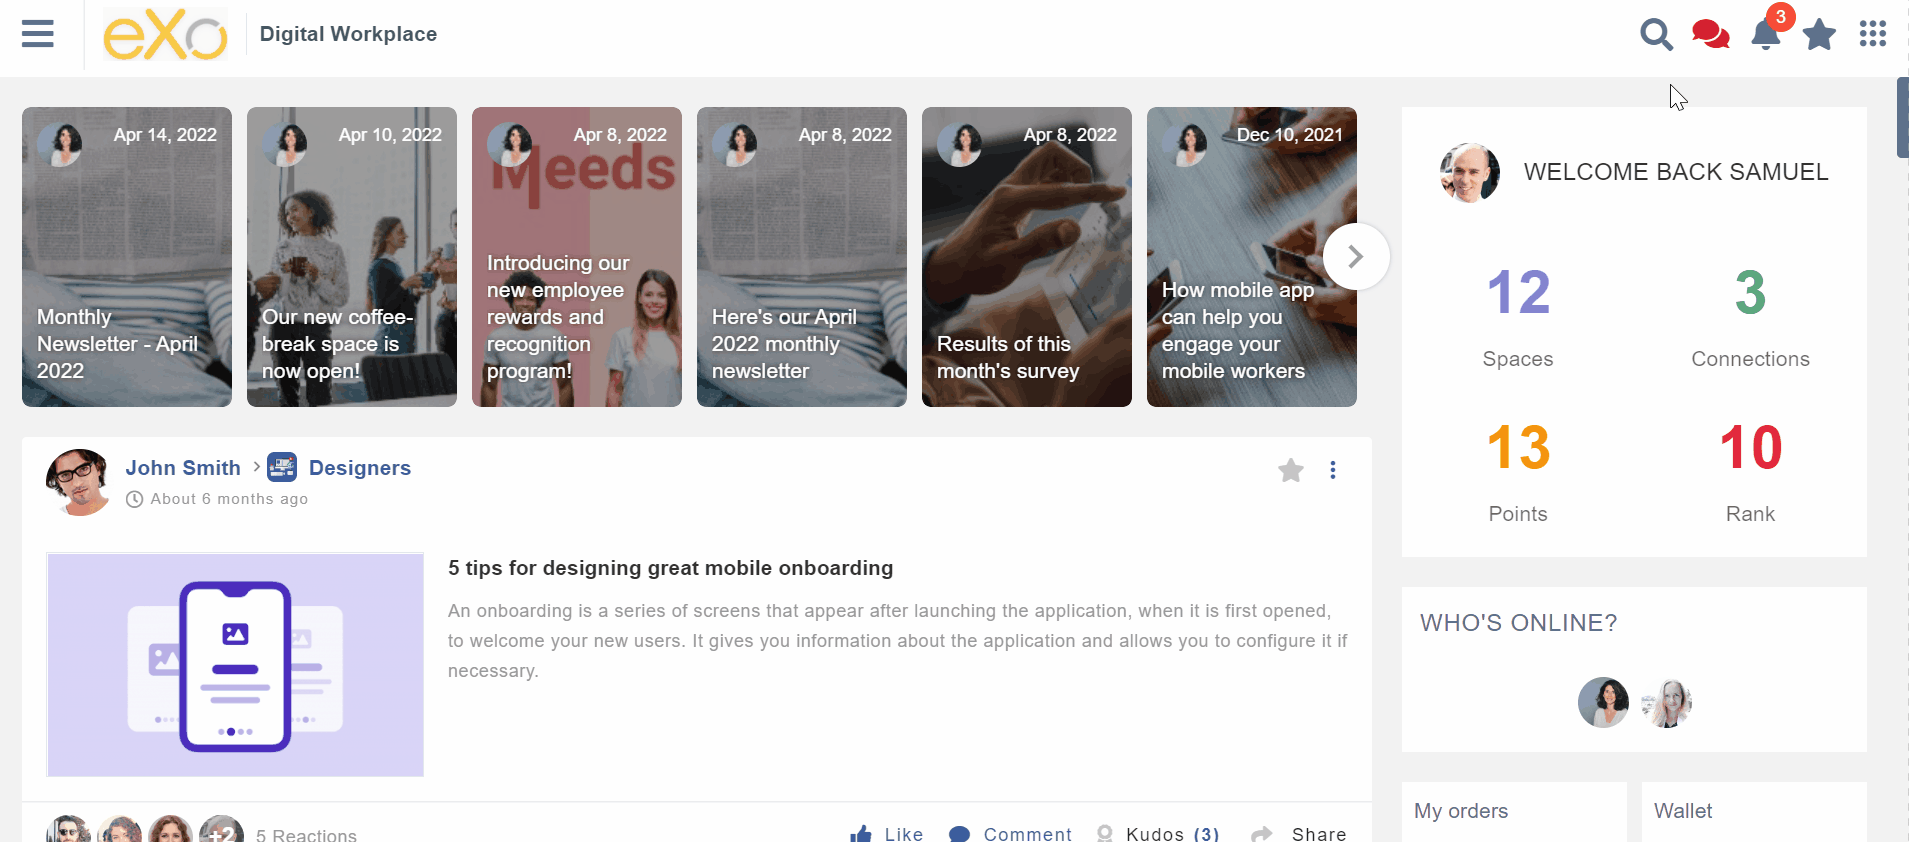 eXo
Digital Workplace
3
Apr 14, 2022
Monthly
Newsletter - April
2022
Apr 10, 2022
Our new coffee-
break space is
now open!
Apr 8, 2022
Meeds
Introducing our
new employee
rewards and
recognition
program!
Apr 8, 2022
Here's our April
2022 monthly
newsletter
Apr 8, 2022
Results of this
month's survey
Dec 10, 2021
How mobile app
can help you
engage your
mobile workers
WELCOME BACK SAMUEL
12
Spaces
3
Connections
13
Points
10
Rank
John Smith
Designers
About 6 months ago
5 tips for designing great mobile onboarding
An onboarding is a series of screens that appear after launching the application, when it is first opened,
to welcome your new users. It gives you information about the application and allows you to configure it if
necessary.
+2
5 Reactions
Like
Comment
Kudos (3)
Share
WHO'S ONLINE?
My orders
Wallet